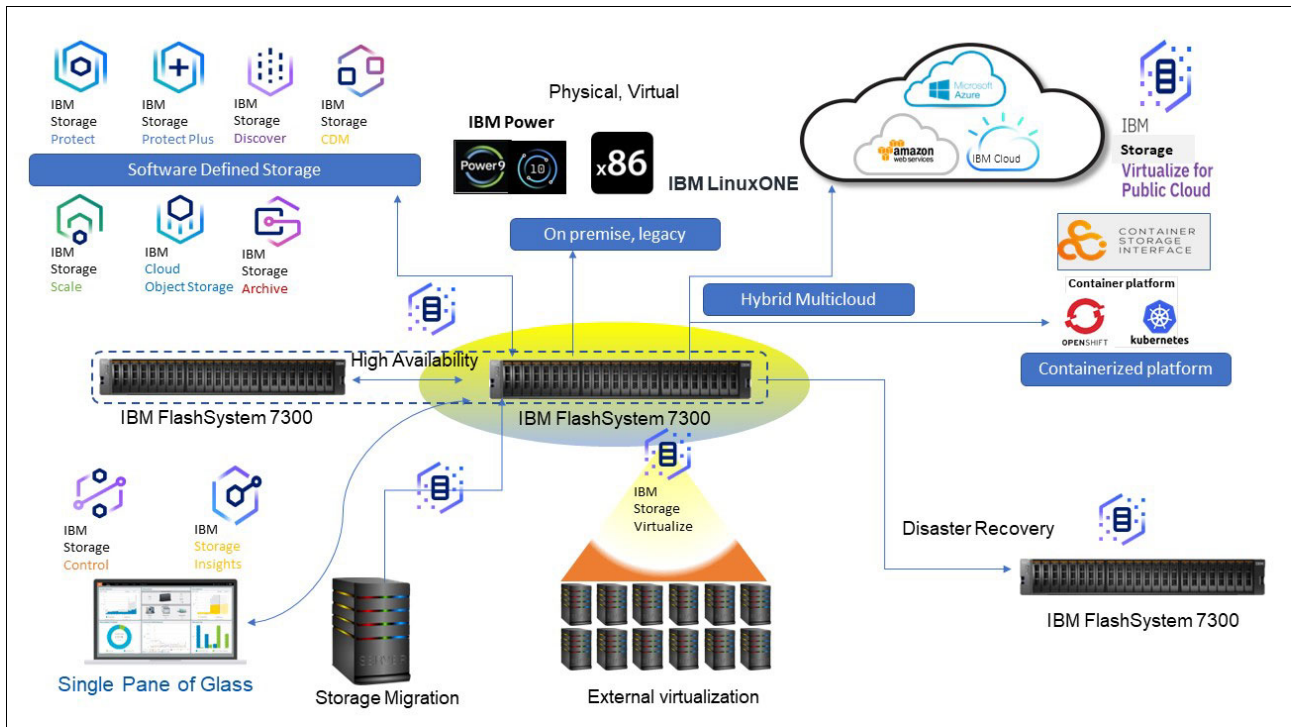 IBM
Storage
Protect
IBM
Storage
Protect Plus
IBM
Storage
Discover
IBM
Storage
CDM
Software Defined Storage
IBM
Storage
Scale
IBM
Cloud
Object Storage
IBM
Storage
Archive
Physical, Virtual
IBM Power
Power9
10
x86
IBM LinuxONE
On premise, legacy
Microsoft
Azure
amazon
web services
IBM Cloud
IBM
Storage
Virtualize for
Public Cloud
CONTAINER
STORAGE
INTERFACE
Hybrid Multicloud
Container platform
OPENSHIFT
kubernetes
Containerized platform
High Availability
IBM FlashSystem 7300
IBM FlashSystem 7300
IBM
Storage
Control
IBM
Storage
Insights
Single Pane of Glass
Storage Migration
IBM
Storage
Virtualize
External virtualization
Disaster Recovery
IBM FlashSystem 7300